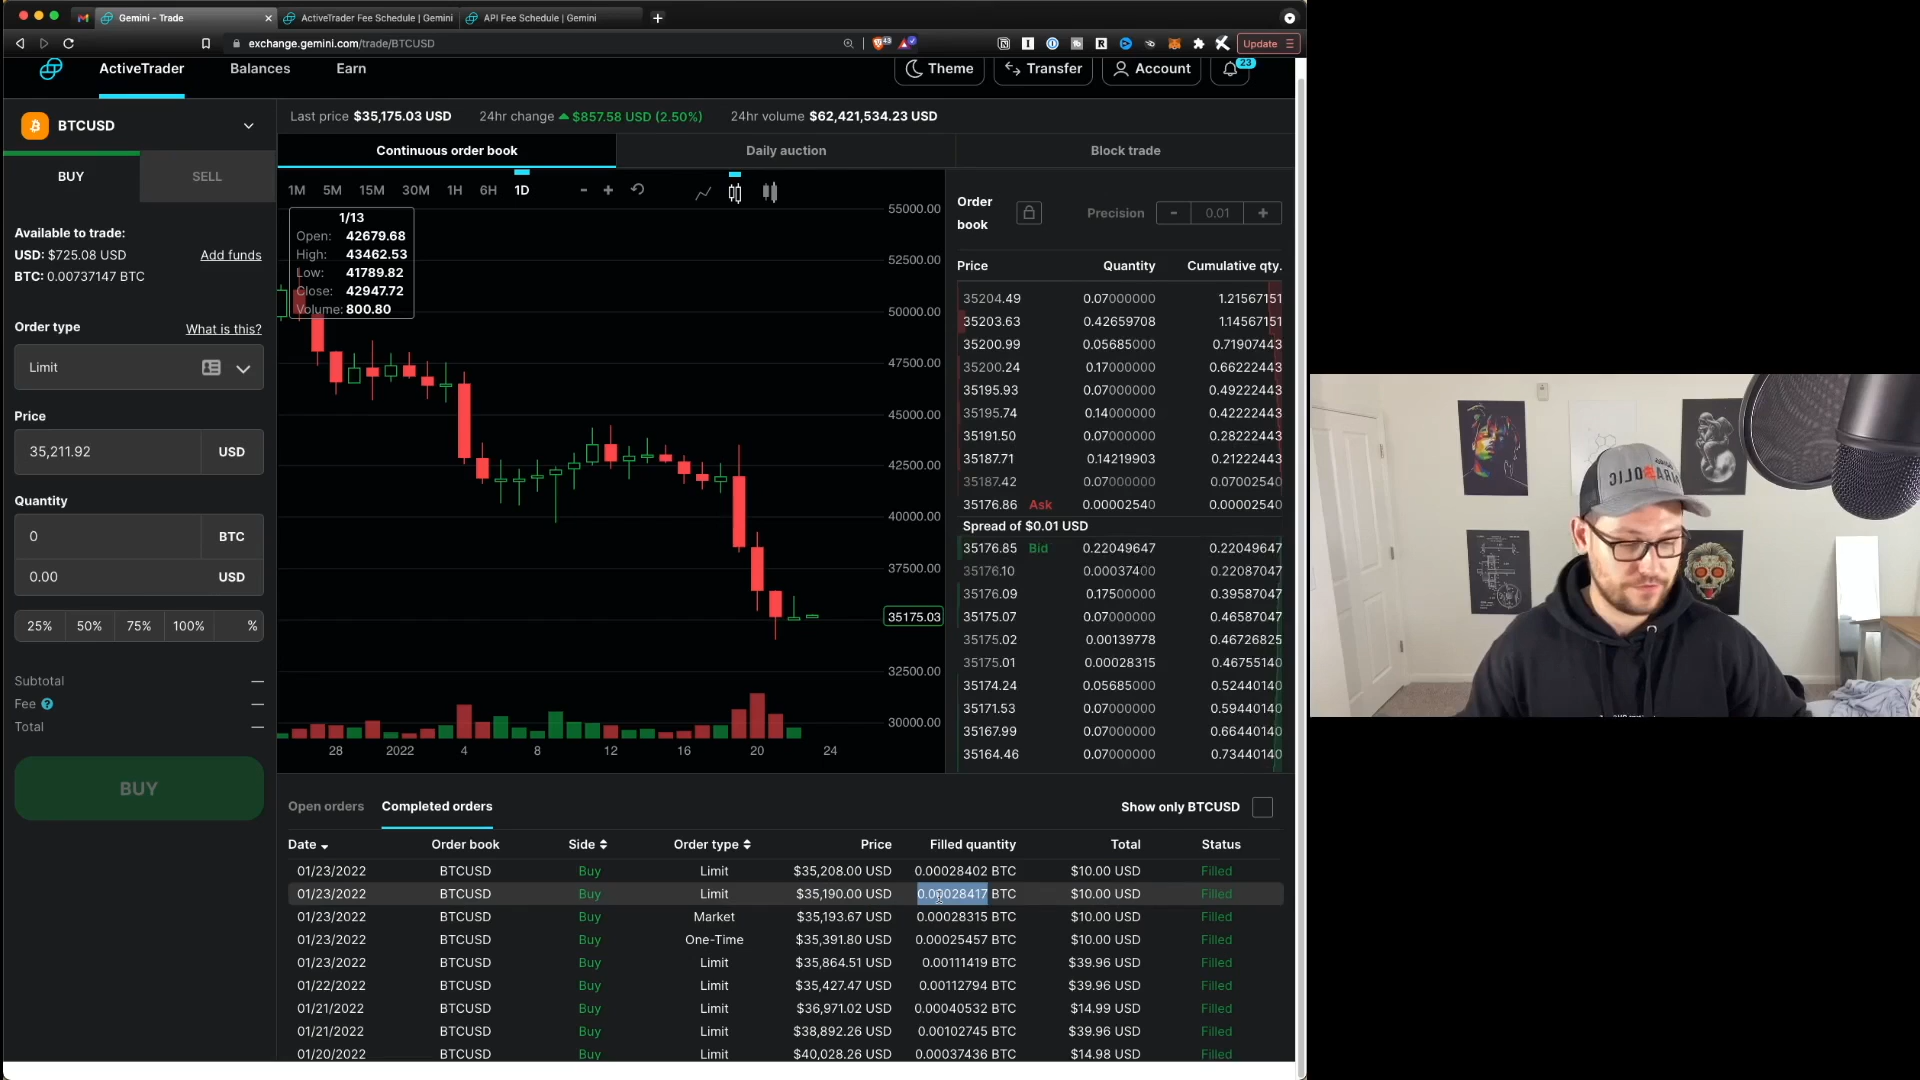 Gemini - Trade
ActiveTrader Fee Schedule | Gemini
API Fee Schedule | Gemini
exchange.gemini.com/trade/BTCUSD
Update
ActiveTrader Balances Earn
Theme Transfer Account 23
BTCUSD
Last price $35,175.03 USD 24hr change $857.58 USD (2.50%) 24hr volume $62,421,534.23 USD
Continuous order book Daily auction Block trade
BUY SELL
Available to trade:
USD: $725.08 USD Add funds
BTC: 0.00737147 BTC
Order type What is this?
Limit
Price
35,211.92 USD
Quantity
0 BTC
0.00 USD
25% 50% 75% 100% %
Subtotal —
Fee ? —
Total —
BUY
1M 5M 15M 30M 1H 6H 1D
1/13
Open: 42679.68
High: 43462.53
Low: 41789.82
Close: 42947.72
Volume: 800.80
55000.00
52500.00
50000.00
47500.00
45000.00
42500.00
40000.00
37500.00
35175.03
32500.00
30000.00
28 2022 4 8 12 16 20 24
Order book
Precision - 0.01 +
Price Quantity Cumulative qty.
35204.49 0.07000000 1.21567151
35203.63 0.42659708 1.14567151
35200.99 0.05685000 0.71907443
35200.24 0.17000000 0.66222443
35195.93 0.07000000 0.49222443
35195.74 0.14000000 0.42222443
35191.50 0.07000000 0.28222443
35187.71 0.14219903 0.21222443
35187.42 0.07000000 0.07002540
35176.86 Ask 0.00002540 0.00002540
Spread of $0.01 USD
35176.85 Bid 0.22049647 0.22049647
35176.10 0.00037400 0.22087047
35176.09 0.17500000 0.39587047
35175.07 0.07000000 0.46587047
35175.02 0.00139778 0.46726825
35175.01 0.00028315 0.46755140
35174.24 0.05685000 0.52440140
35171.53 0.07000000 0.59440140
35167.99 0.07000000 0.66440140
35164.46 0.07000000 0.73440140
Open orders Completed orders Show only BTCUSD
Date Order book Side Order type Price Filled quantity Total Status
01/23/2022 BTCUSD Buy Limit $35,208.00 USD 0.00028402 BTC $10.00 USD Filled
01/23/2022 BTCUSD Buy Limit $35,190.00 USD 0.00028417 BTC $10.00 USD Filled
01/23/2022 BTCUSD Buy Market $35,193.67 USD 0.00028315 BTC $10.00 USD Filled
01/23/2022 BTCUSD Buy One-Time $35,391.80 USD 0.00025457 BTC $10.00 USD Filled
01/23/2022 BTCUSD Buy Limit $35,864.51 USD 0.00111419 BTC $39.96 USD Filled
01/22/2022 BTCUSD Buy Limit $35,427.47 USD 0.00112794 BTC $39.96 USD Filled
01/21/2022 BTCUSD Buy Limit $36,971.02 USD 0.00040532 BTC $14.99 USD Filled
01/21/2022 BTCUSD Buy Limit $38,892.26 USD 0.00102745 BTC $39.96 USD Filled
01/20/2022 BTCUSD Buy Limit $40,028.26 USD 0.00037436 BTC $14.98 USD Filled